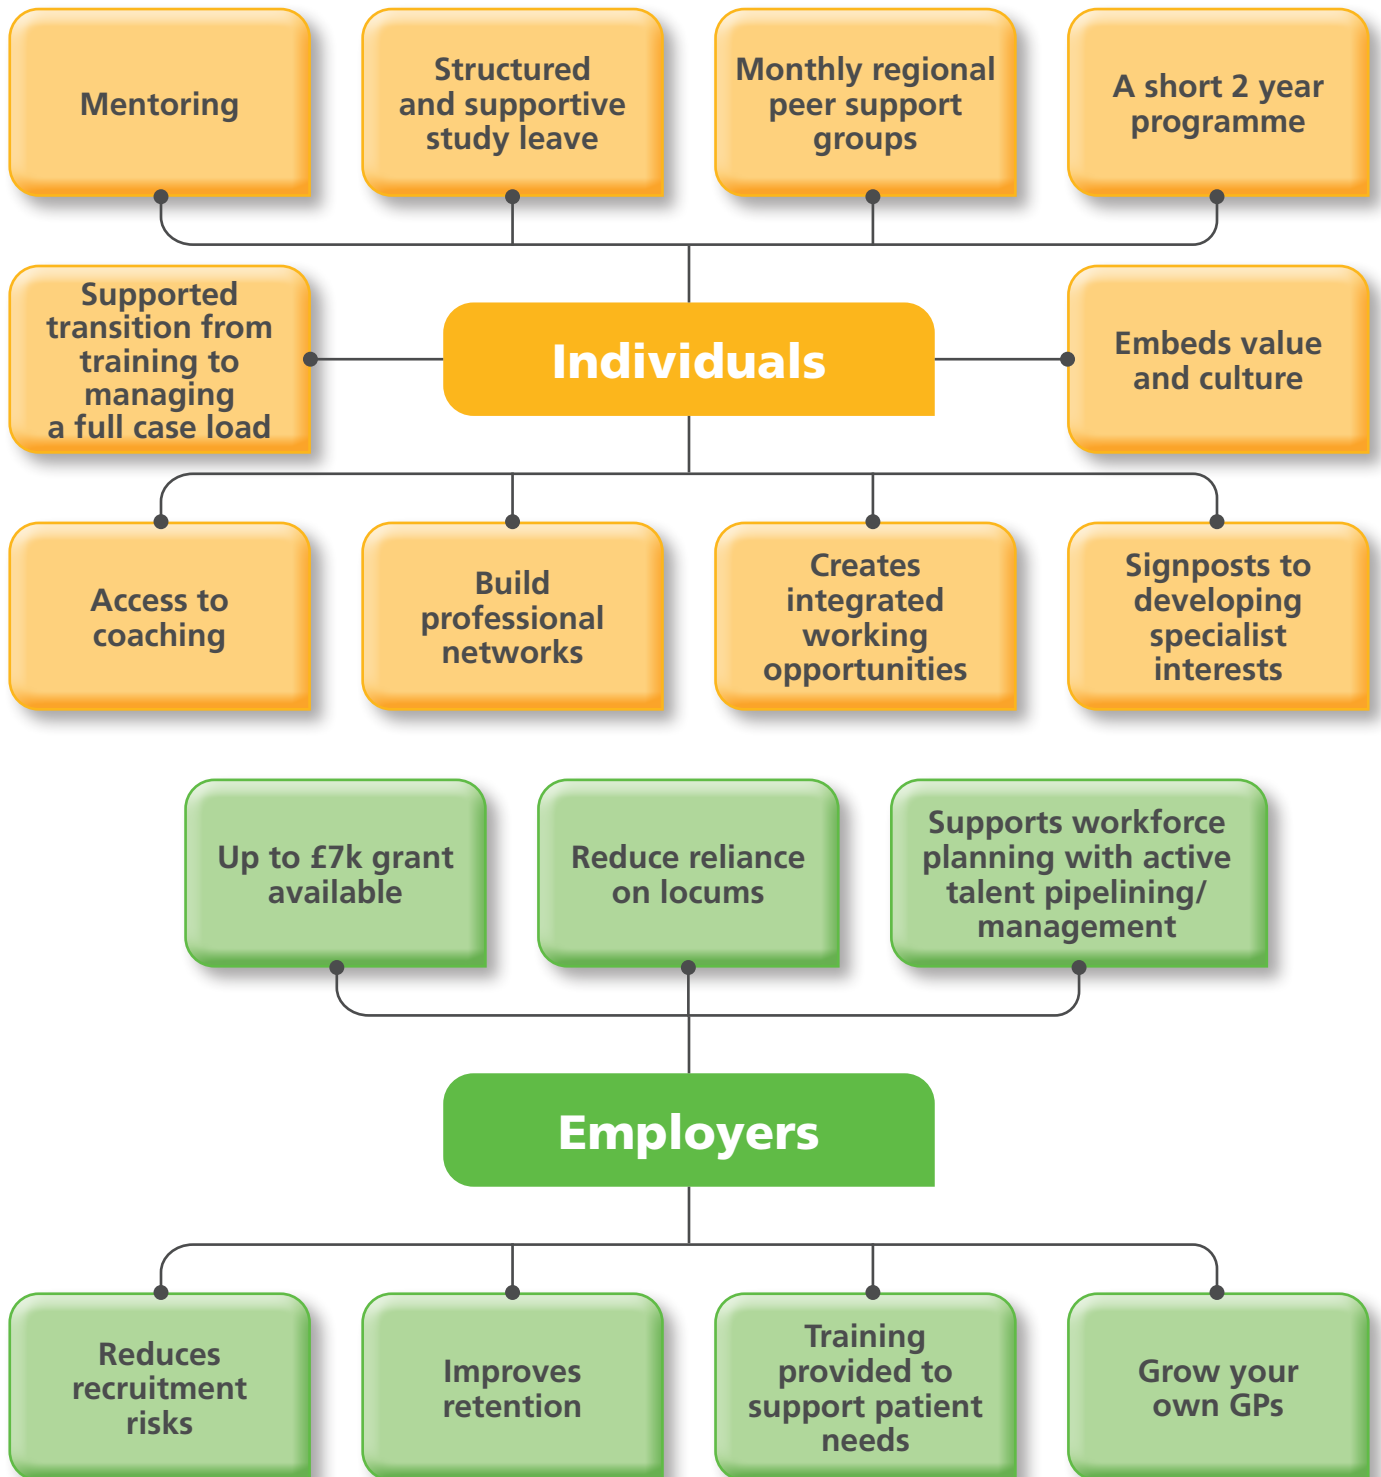 Mentoring
Structured
and supportive
study leave
Monthly regional
peer support
groups
A short 2 year
programme
Supported
transition from
training to
managing
a full case load
Individuals
Embeds value
and culture
Access to
coaching
Build
professional
networks
Creates
integrated
working
opportunities
Signposts to
developing
specialist
interests
Up to £7k grant
available
Reduce reliance
on locums
Supports workforce
planning with active
talent pipelining/
management
Employers
Reduces
recruitment
risks
Improves
retention
Training
provided to
support patient
needs
Grow your
own GPs